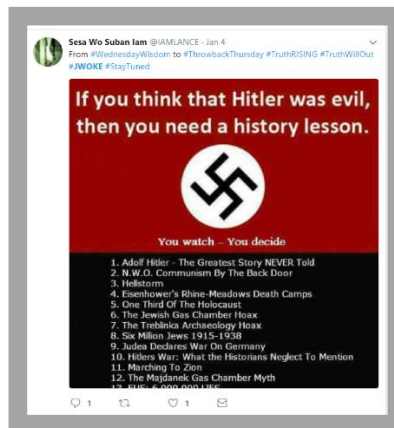 Sesa Wo Suban Iam @IAMLANCE · Jan 4
From #WednesdayWisdom to #ThrowbackThursday #TruthRISING #TruthWillOut
#JWOKE #StayTuned
If you think that Hitler was evil,
then you need a history lesson.
You watch – You decide
1. Adolf Hitler - The Greatest Story NEVER Told
2. N.W.O. Communism By The Back Door
3. Hellstorm
4. Eisenhower's Rhine-Meadows Death Camps
5. One Third Of The Holocaust
6. The Jewish Gas Chamber Hoax
7. The Treblinka Archaeology Hoax
8. Six Million Jews 1915-1938
9. Judea Declares War On Germany
10. Hitlers War: What the Historians Neglect To Mention
11. Marching To Zion
12. The Majdanek Gas Chamber Myth
1
1